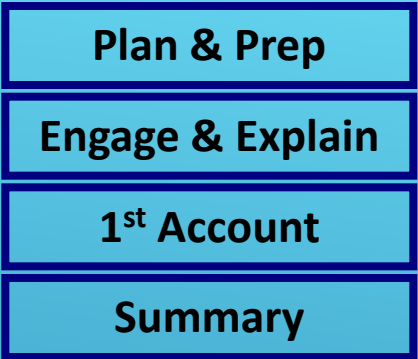 Plan & Prep
Engage & Explain
1st Account
Summary